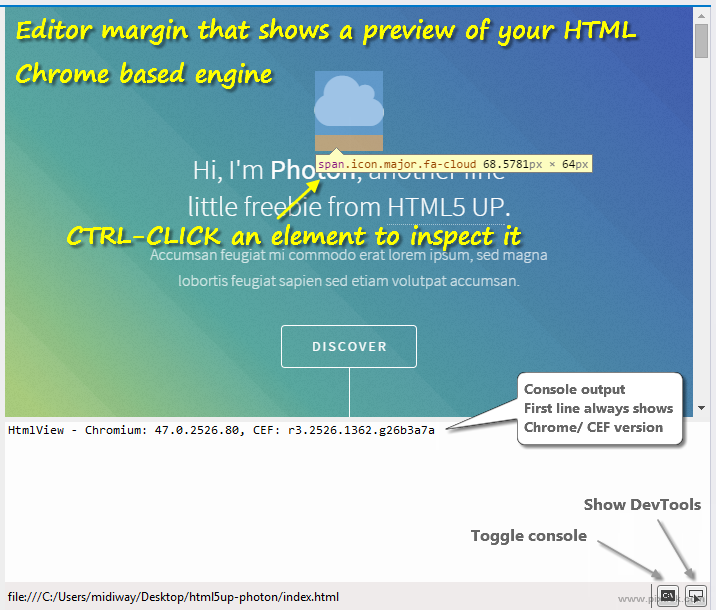 Editor margin that shows a preview of your HTML
Chrome based engine
span.icon.major.fa-cloud 68.5781px × 64px
Hi, I'm Photon, another fine
little freebie from HTML5 UP.
CTRL-CLICK an element to inspect it
Accumsan feugiat mi commodo erat lorem ipsum, sed magna
lobortis feugiat sapien sed etiam volutpat accumsan.
DISCOVER
Console output
First line always shows
Chrome/ CEF version
HtmlView - Chromium: 47.0.2526.80, CEF: r3.2526.1362.g26b3a7a
Show DevTools
Toggle console
file:///C:/Users/midiway/Desktop/html5up-photon/index.html